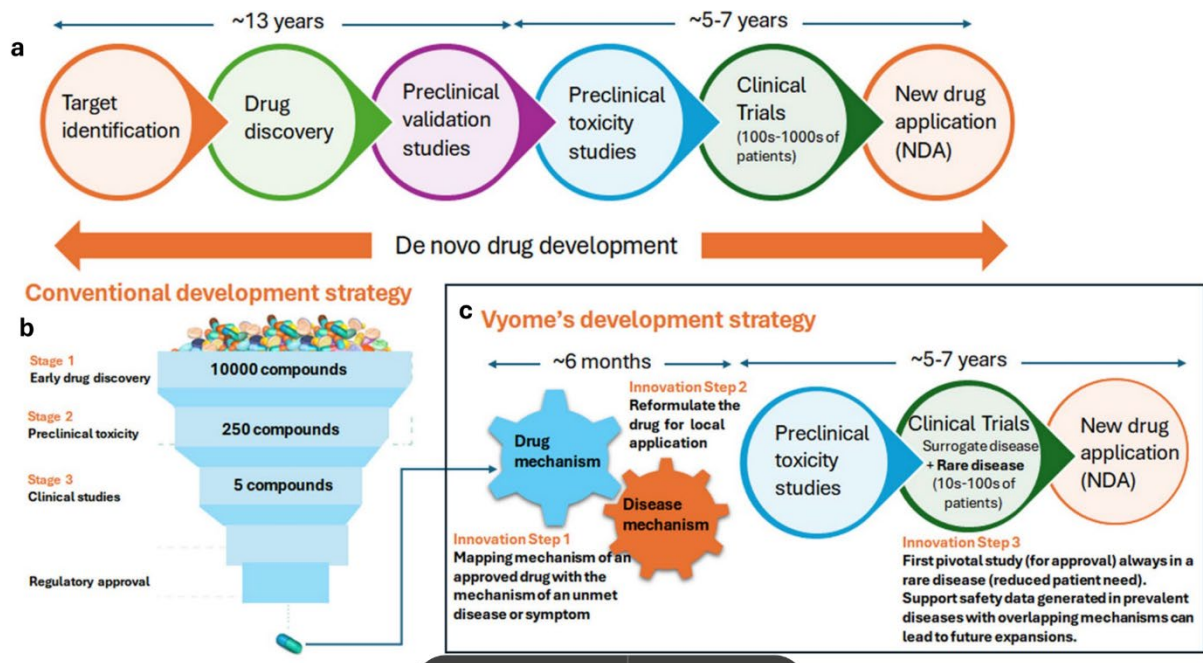 ~13 years
~5-7 years
a
Target
identification
Drug
discovery
Preclinical
validation
studies
Preclinical
toxicity
studies
Clinical
Trials
(100s-1000s of
patients)
New drug
application
(NDA)
De novo drug development
Conventional development strategy
b
Stage 1
Early drug discovery
10000 compounds
Stage 2
Preclinical toxicity
250 compounds
Stage 3
Clinical studies
5 compounds
Regulatory approval
c
Vyome's development strategy
~6 months
~5-7 years
Innovation Step 2
Reformulate the
drug for local
application
Drug
mechanism
Disease
mechanism
Innovation Step 1
Mapping mechanism of an
approved drug with the
mechanism of an unmet
disease or symptom
Preclinical
toxicity
studies
Clinical Trials
Surrogate disease
+ Rare disease
(10s-100s of
patients)
New drug
application
(NDA)
Innovation Step 3
First pivotal study (for approval) always in a
rare disease (reduced patient need).
Support safety data generated in prevalent
diseases with overlapping mechanisms can
lead to future expansions.